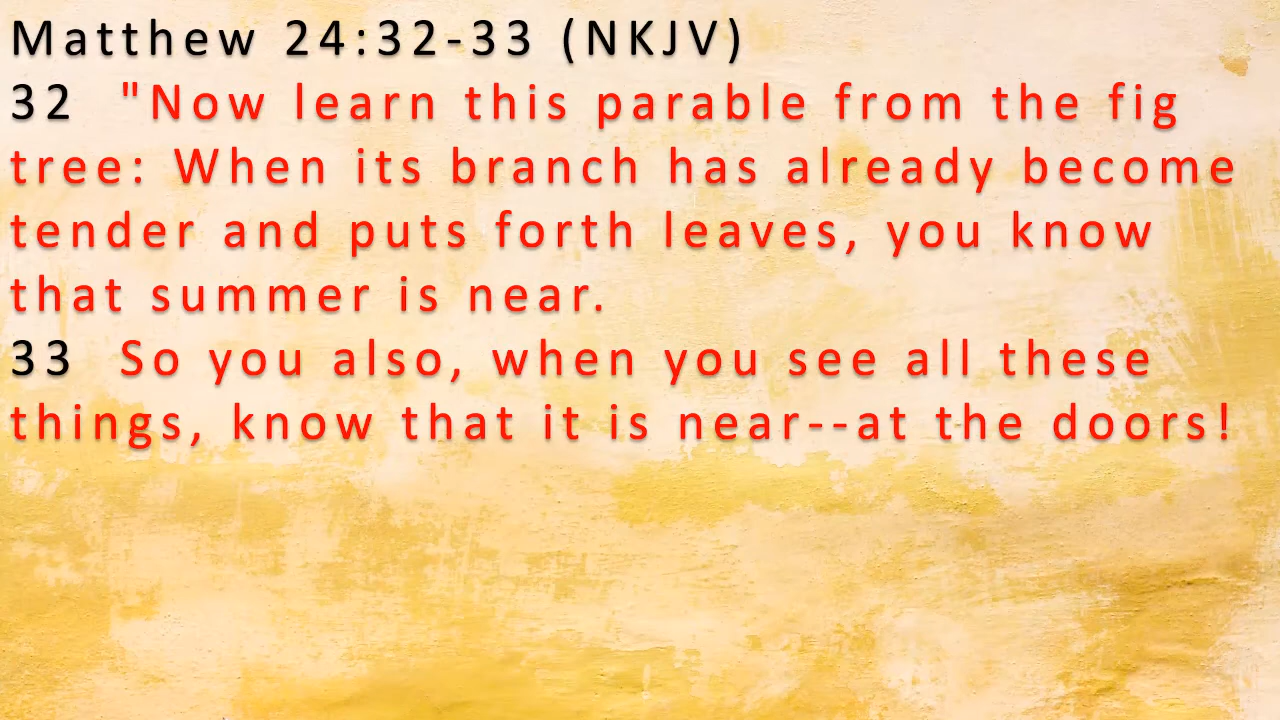 Matthew 24:32-33 (NKJV)
32 "Now learn this parable from the fig
tree: When its branch has already become
tender and puts forth leaves, you know
that summer is near.
33 So you also, when you see all these
things, know that it is near--at the doors!